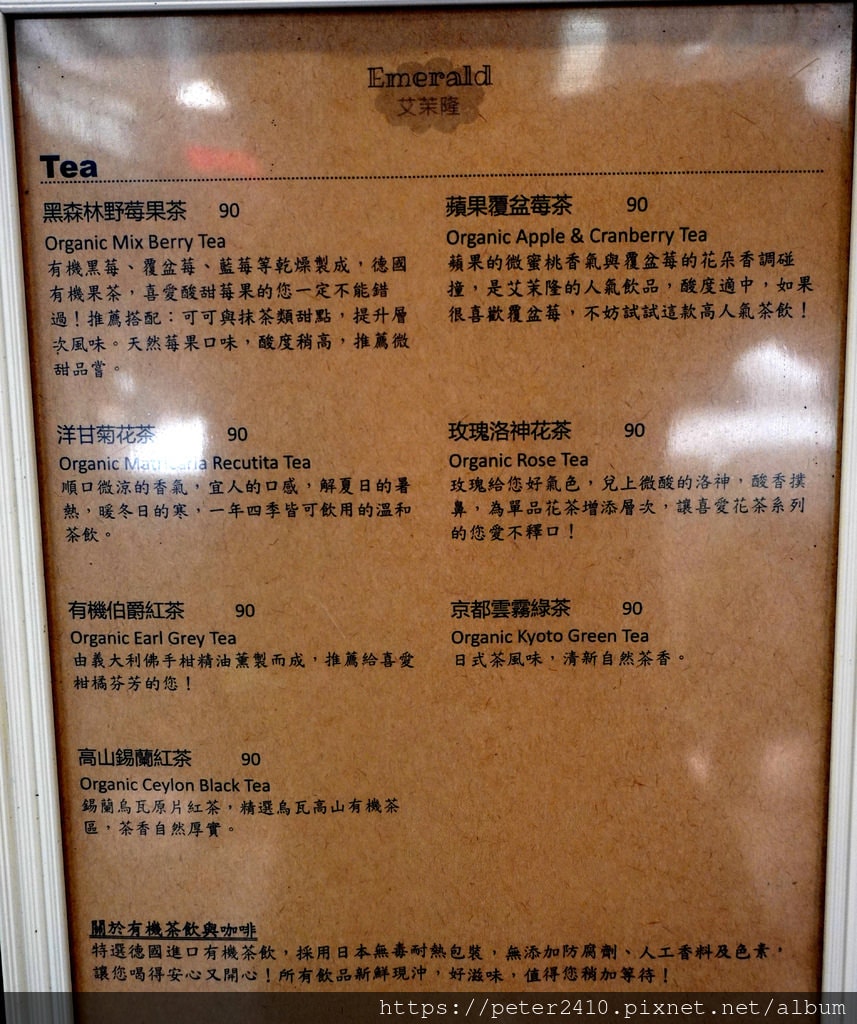 Emerald
艾茉隆
Tea
黑森林野莓果茶 90
Organic Mix Berry Tea
有機黑莓、覆盆莓、藍莓等乾燥製成，德國
有機果茶，喜愛酸甜莓果的您一定不能錯
過！推薦搭配：可可與抹茶類甜點，提升層
次風味。天然莓果口味，酸度稍高，推薦微
甜品嘗。
蘋果覆盆莓茶 90
Organic Apple & Cranberry Tea
蘋果的微蜜桃香氣與覆盆莓的花朵香調碰
撞，是艾茉隆的人氣飲品，酸度適中，如果
很喜歡覆盆莓，不妨試試這款高人氣茶飲！
洋甘菊花茶 90
Organic Matricaria Recutita Tea
順口微涼的香氣，宜人的口感，解夏日的暑
熱，暖冬日的寒，一年四季皆可飲用的溫和
茶飲。
玫瑰洛神花茶 90
Organic Rose Tea
玫瑰給您好氣色，兌上微酸的洛神，酸香撲
鼻，為單品花茶增添層次，讓喜愛花茶系列
的您愛不釋口！
有機伯爵紅茶 90
Organic Earl Grey Tea
由義大利佛手柑精油薰製而成，推薦給喜愛
柑橘芬芳的您！
京都雲霧綠茶 90
Organic Kyoto Green Tea
日式茶風味，清新自然茶香。
高山錫蘭紅茶 90
Organic Ceylon Black Tea
錫蘭烏瓦原片紅茶，精選烏瓦高山有機茶
區，茶香自然厚實。
關於有機茶飲與咖啡
特選德國進口有機茶飲，採用日本無毒耐熱包裝，無添加防腐劑、人工香料及色素，
讓您喝得安心又開心！所有飲品新鮮現沖，好滋味，值得您稍加等待！
https://peter2410.pixnet.net/album